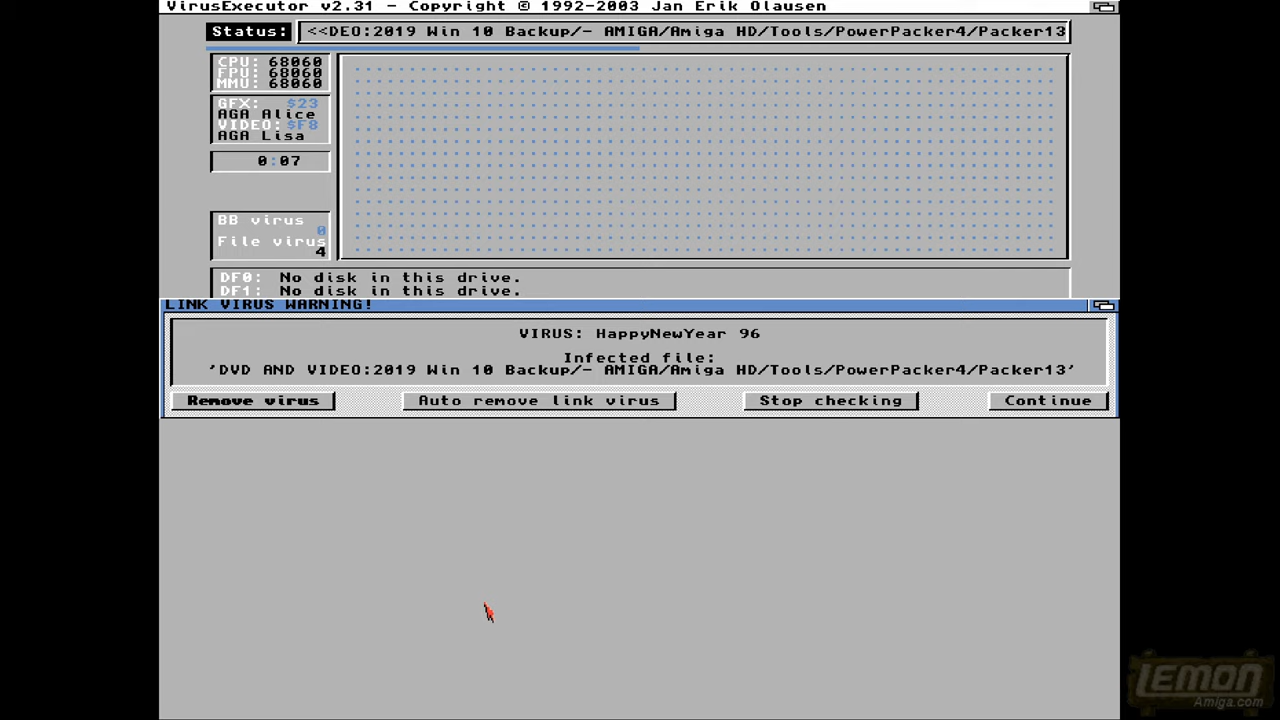 VirusExecutor v2.31 - Copyright © 1992-2003 Jan Erik Olausen
Status: <<DEO:2019 Win 10 Backup/- AMIGA/Amiga HD/Tools/PowerPacker4/Packer13
CPU: 68060
FPU: 68060
MMU: 68060
GFX: $23
AGA Alice
VIDEO: $F8
AGA Lisa
0:07
BB virus
0
File virus
4
DF0: No disk in this drive.
DF1: No disk in this drive.
LINK VIRUS WARNING!
VIRUS: HappyNewYear 96
Infected file:
'DVD AND VIDEO:2019 Win 10 Backup/- AMIGA/Amiga HD/Tools/PowerPacker4/Packer13'
Remove virus Auto remove link virus Stop checking Continue
LEMON
Amiga.com